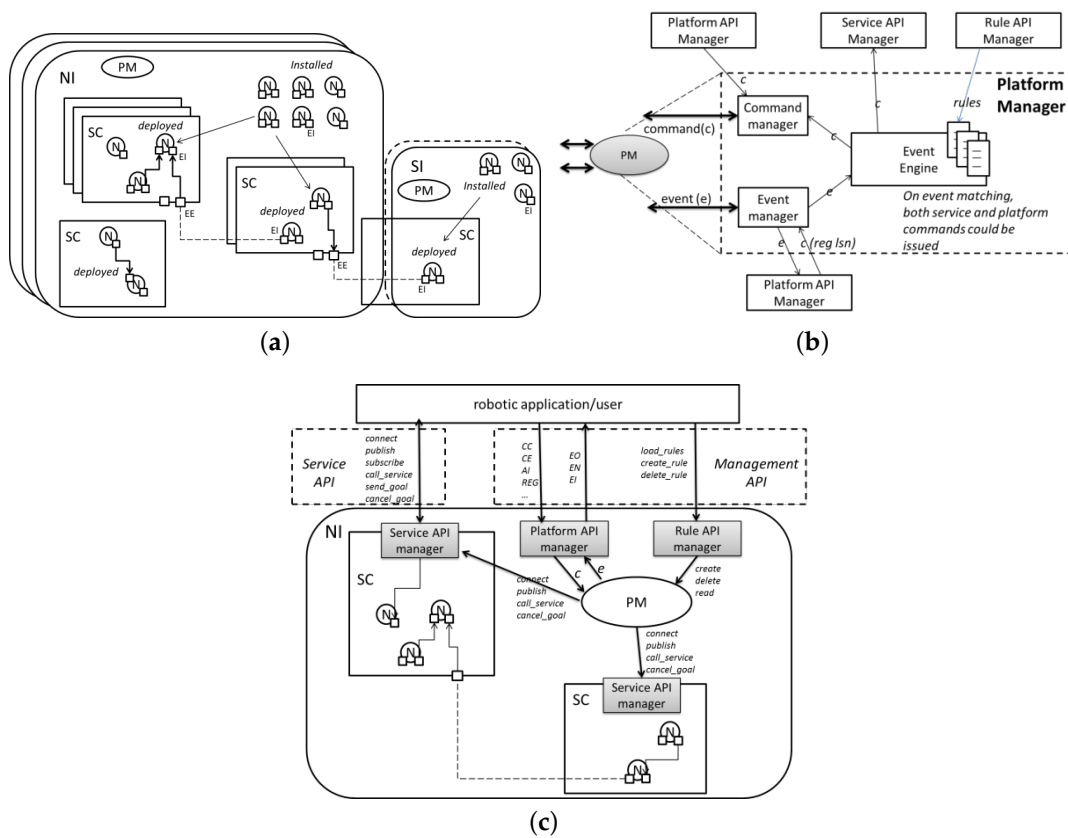 NI
PM
Installed
N
N
N
N
N
N
EI
SC
deployed
N
N
EI
N
EE
SC
N
deployed
EI
N
EE
SC
N
deployed
N
SI
PM
N
N
Installed
N
EI
SC
deployed
N
EI
(a)
Platform API
Manager
Service API
Manager
Rule API
Manager
Platform
Manager
c
c
rules
command(c)
Command
manager
c
PM
Event
Engine
event (e)
Event
manager
e
On event matching,
both service and platform
commands could be
issued
e
c (reg lsn)
Platform API
Manager
(b)
robotic application/user
Service
API
connect
publish
subscribe
call_service
send_goal
cancel_goal
CC
CE
AI
REG
...
EO
EN
EI
load_rules
create_rule
delete_rule
Management
API
NI
Service API
manager
Platform API
manager
Rule API
manager
SC
N
N
N
connect
publish
call_service
cancel_goal
c
e
create
delete
read
PM
connect
publish
call_service
cancel_goal
SC
Service API
manager
N
N
(c)